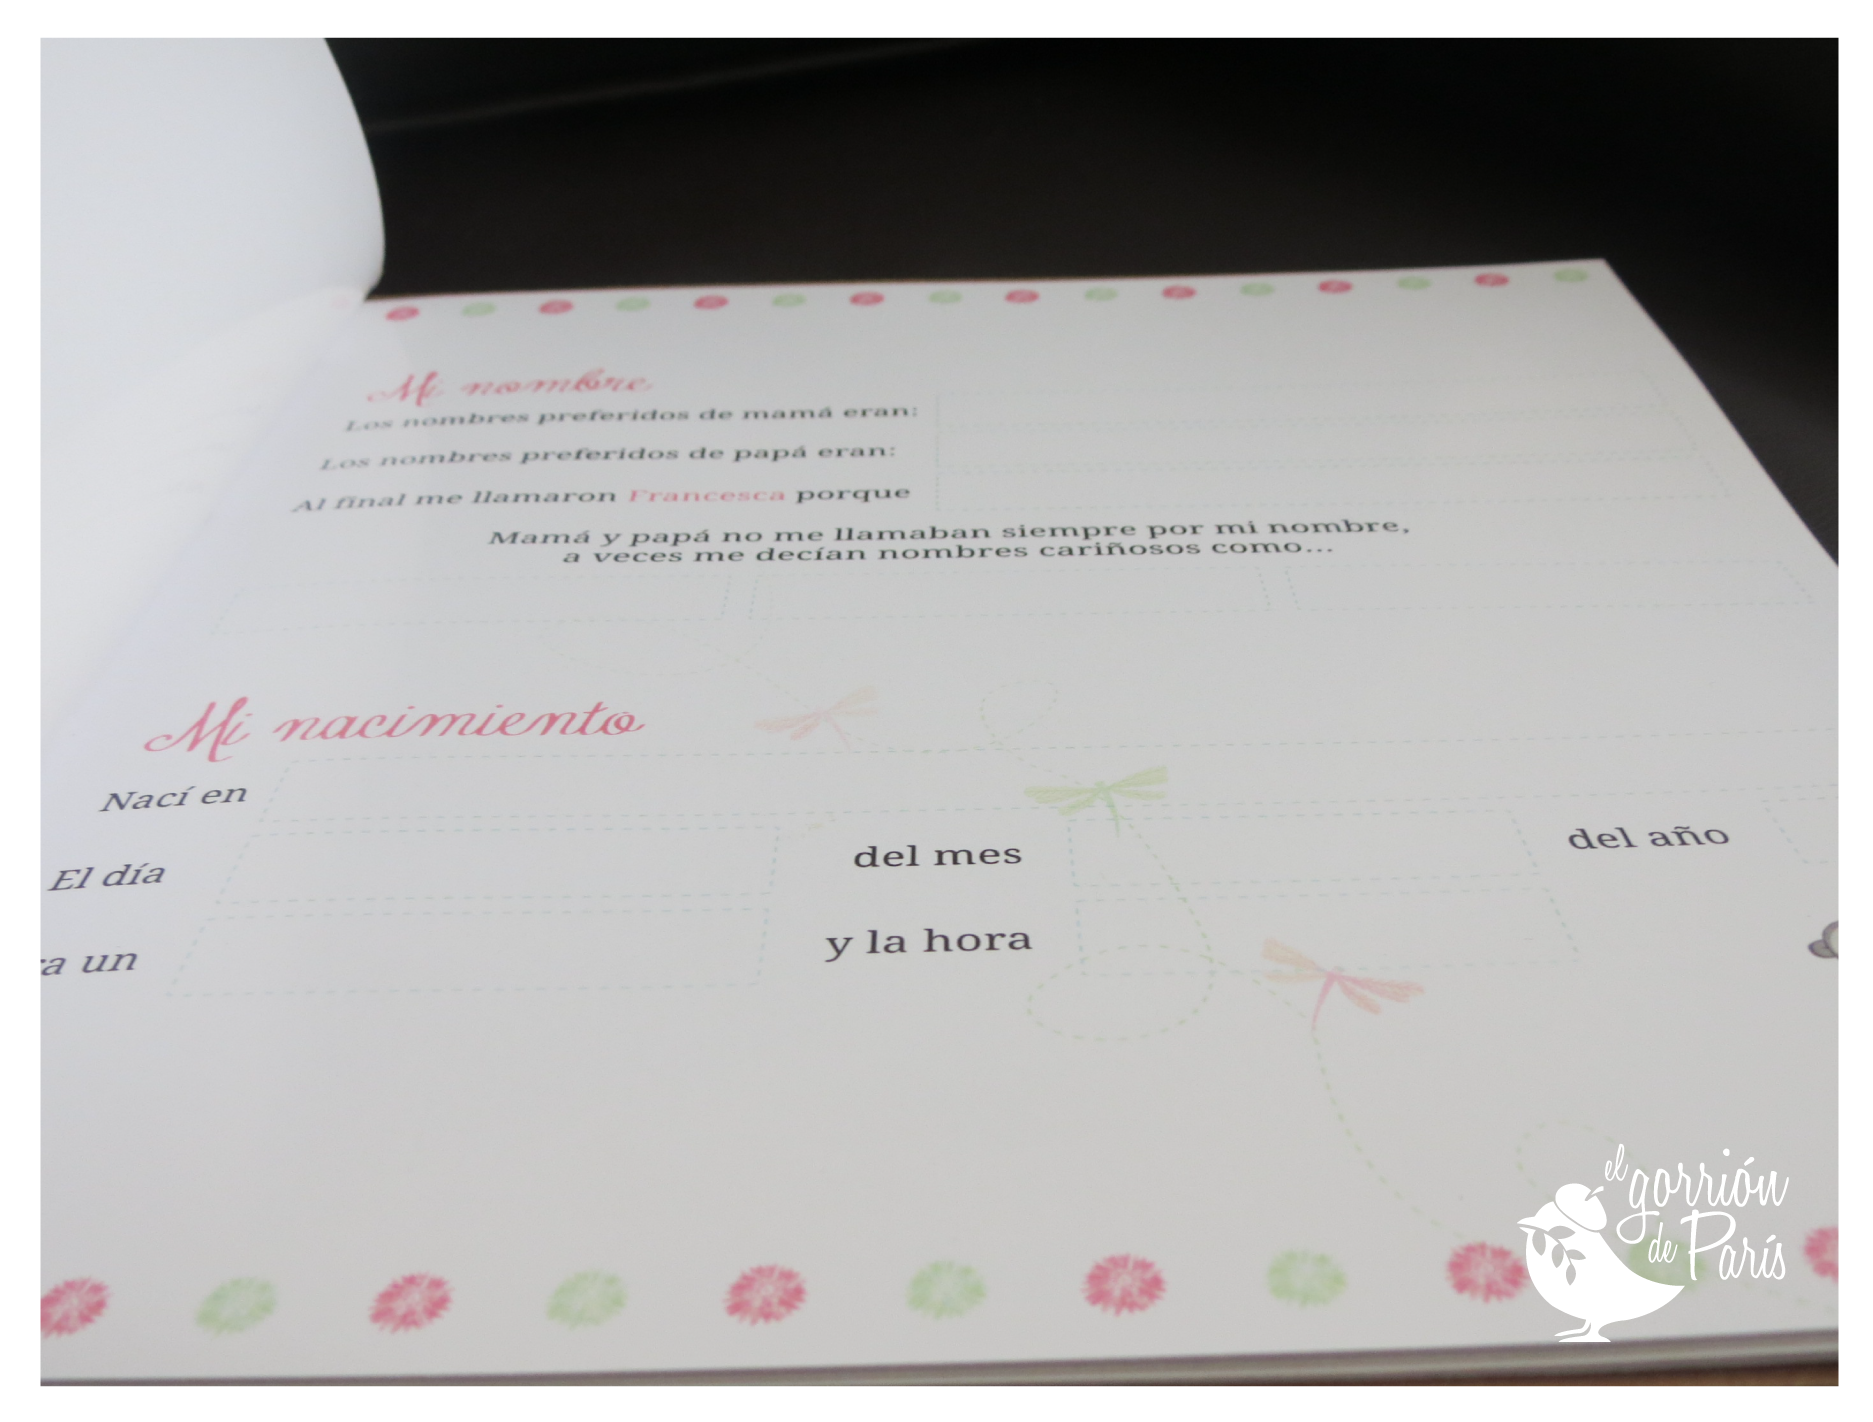 Mi nombre
Los nombres preferidos de mamá eran:
Los nombres preferidos de papá eran:
Al final me llamaron Francesca porque
Mamá y papá no me llamaban siempre por mi nombre,
a veces me decían nombres cariñosos como...
Mi nacimiento
Nací en
El día del mes del año
un y la hora
el gorrión
de París